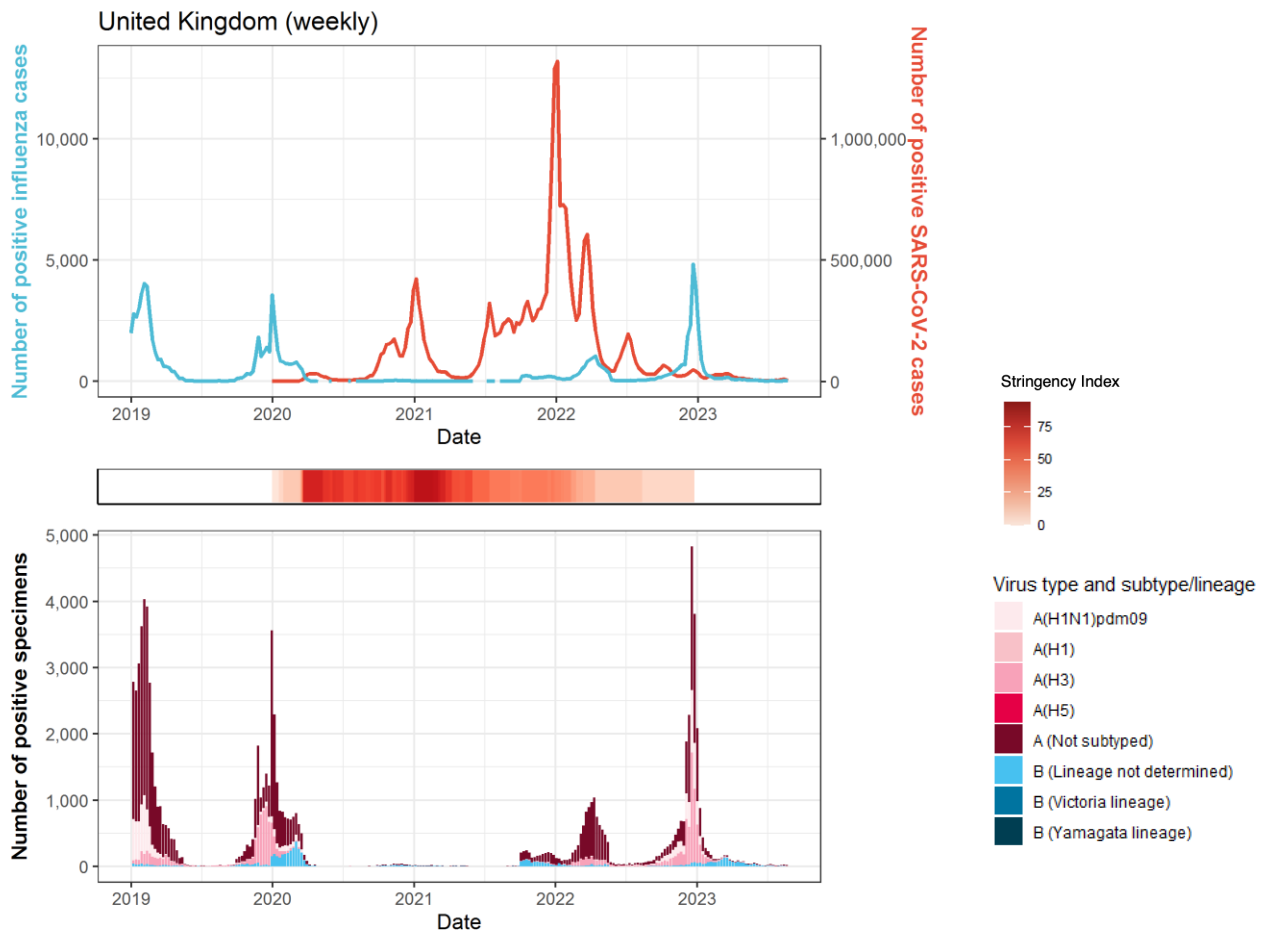 United Kingdom (weekly)
Number of positive influenza cases
10,000
5,000
0
1,000,000
500,000
0
Number of positive SARS-CoV-2 cases
2019 2020 2021 2022 2023
Date
Stringency Index
75
50
25
0
Number of positive specimens
5,000
4,000
3,000
2,000
1,000
0
2019 2020 2021 2022 2023
Date
Virus type and subtype/lineage
A(H1N1)pdm09
A(H1)
A(H3)
A(H5)
A (Not subtyped)
B (Lineage not determined)
B (Victoria lineage)
B (Yamagata lineage)